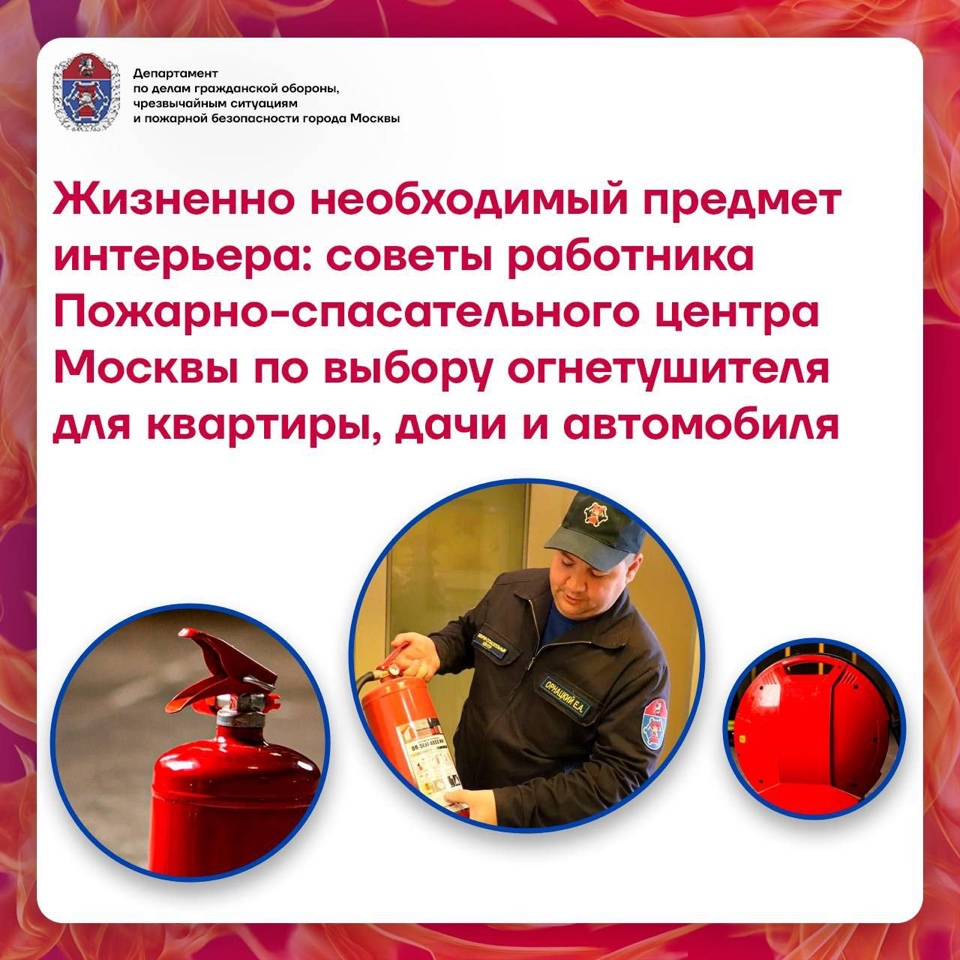 Департамент
по делам гражданской обороны,
чрезвычайным ситуациям
и пожарной безопасности города Москвы
Жизненно необходимый предмет
интерьера: советы работника
Пожарно-спасательного центра
Москвы по выбору огнетушителя
для квартиры, дачи и автомобиля
ОРНАЦКИЙ Е.А.